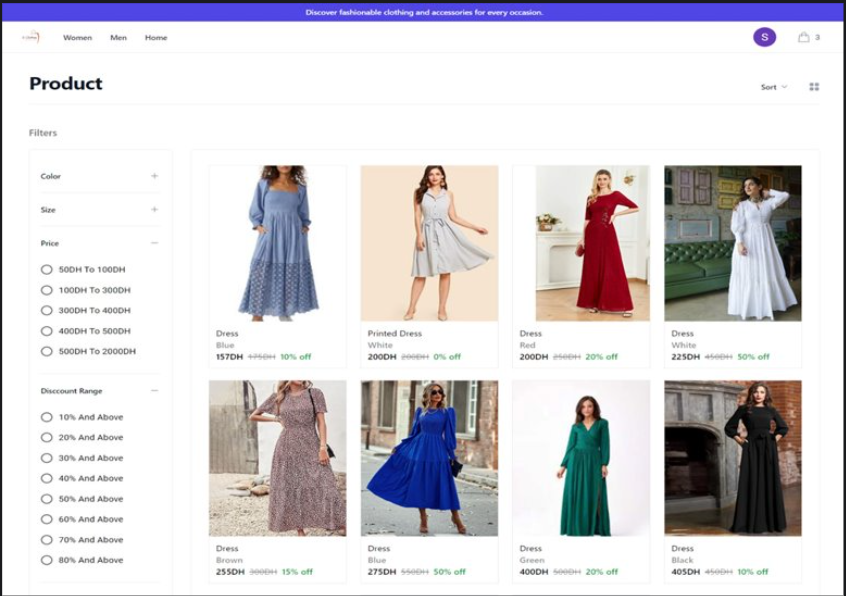 Discover fashionable clothing and accessories for every occasion.
Women Men Home
S
3
Product
Sort
Filters
Color
Size
Price
50DH To 100DH
100DH To 300DH
300DH To 400DH
400DH To 500DH
500DH To 2000DH
Disccount Range
10% And Above
20% And Above
30% And Above
40% And Above
50% And Above
60% And Above
70% And Above
80% And Above
Dress
Blue
157DH 175DH 10% off
Printed Dress
White
200DH 200DH 0% off
Dress
Red
200DH 250DH 20% off
Dress
White
225DH 450DH 50% off
Dress
Brown
255DH 300DH 15% off
Dress
Blue
275DH 550DH 50% off
Dress
Green
400DH 500DH 20% off
Dress
Black
405DH 450DH 10% off